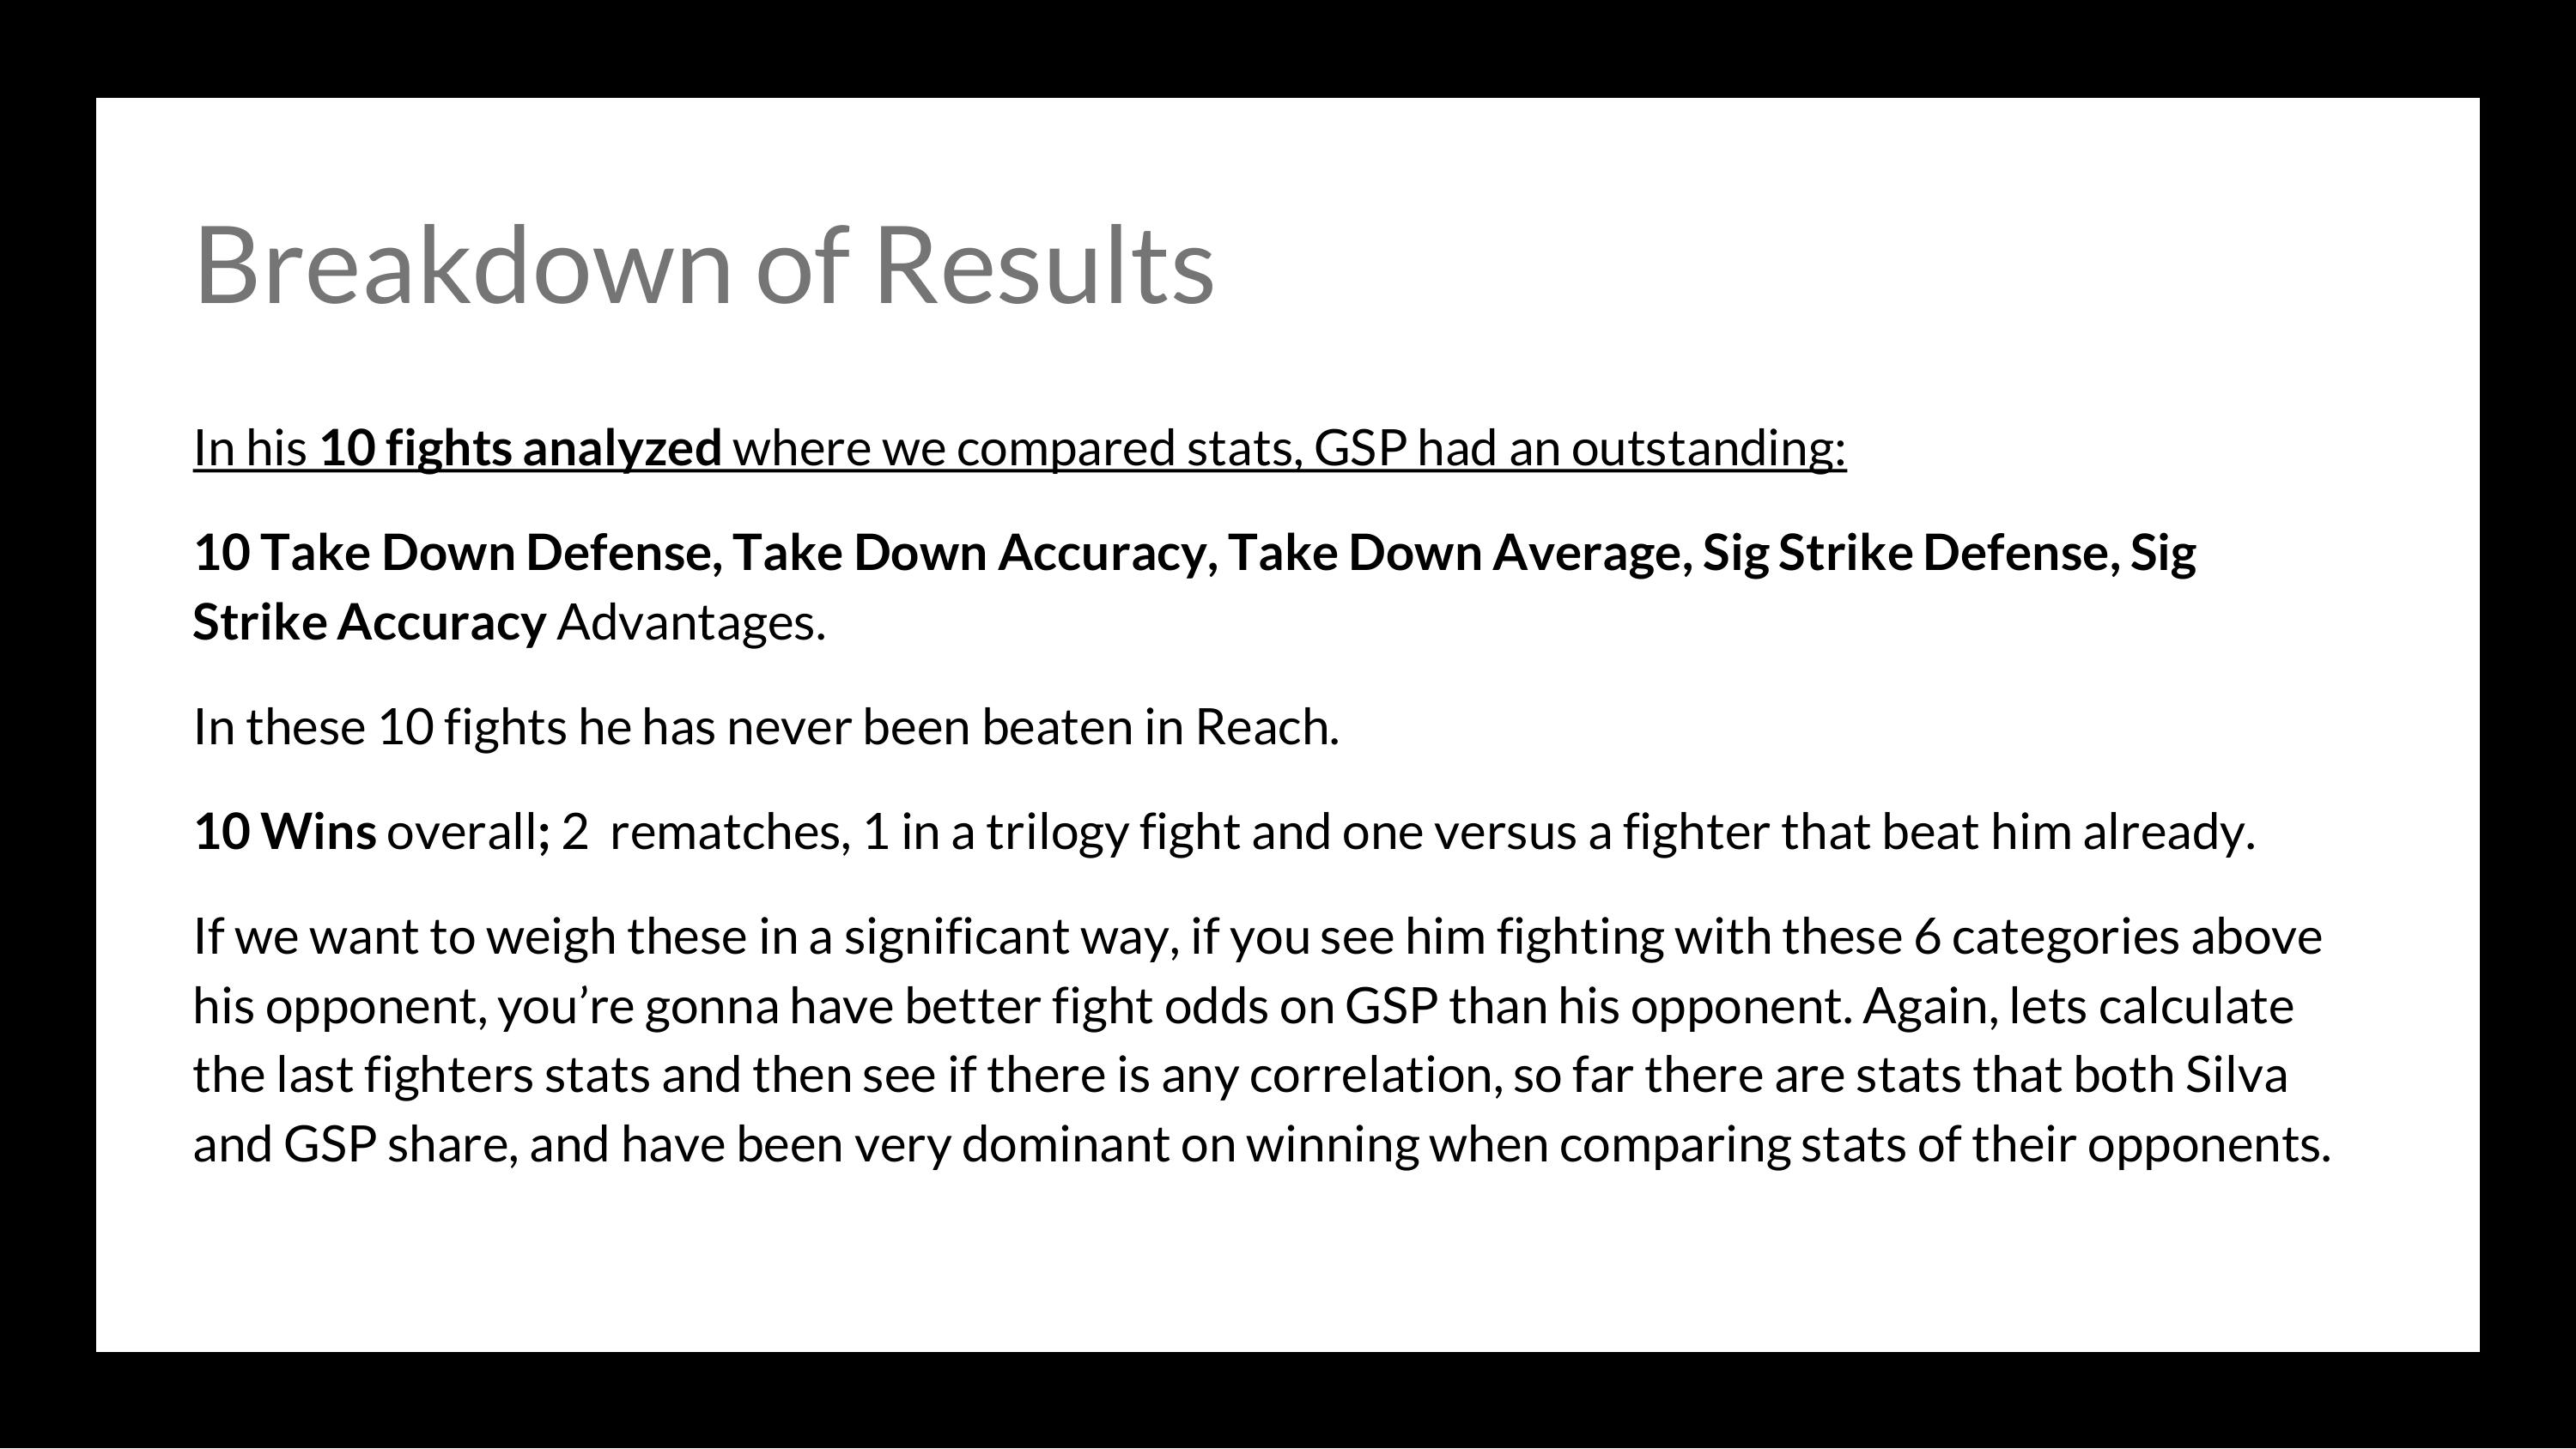 Breakdown of Results
In his 10 fights analyzed where we compared stats, GSP had an outstanding:
10 Take Down Defense, Take Down Accuracy, Take Down Average, Sig Strike Defense, Sig
Strike Accuracy Advantages.
In these 10 fights he has never been beaten in Reach.
10 Wins overall; 2  rematches, 1 in a trilogy fight and one versus a fighter that beat him already.
If we want to weigh these in a significant way, if you see him fighting with these 6 categories above
his opponent, you’re gonna have better fight odds on GSP than his opponent. Again, lets calculate
the last fighters stats and then see if there is any correlation, so far there are stats that both Silva
and GSP share, and have been very dominant on winning when comparing stats of their opponents.